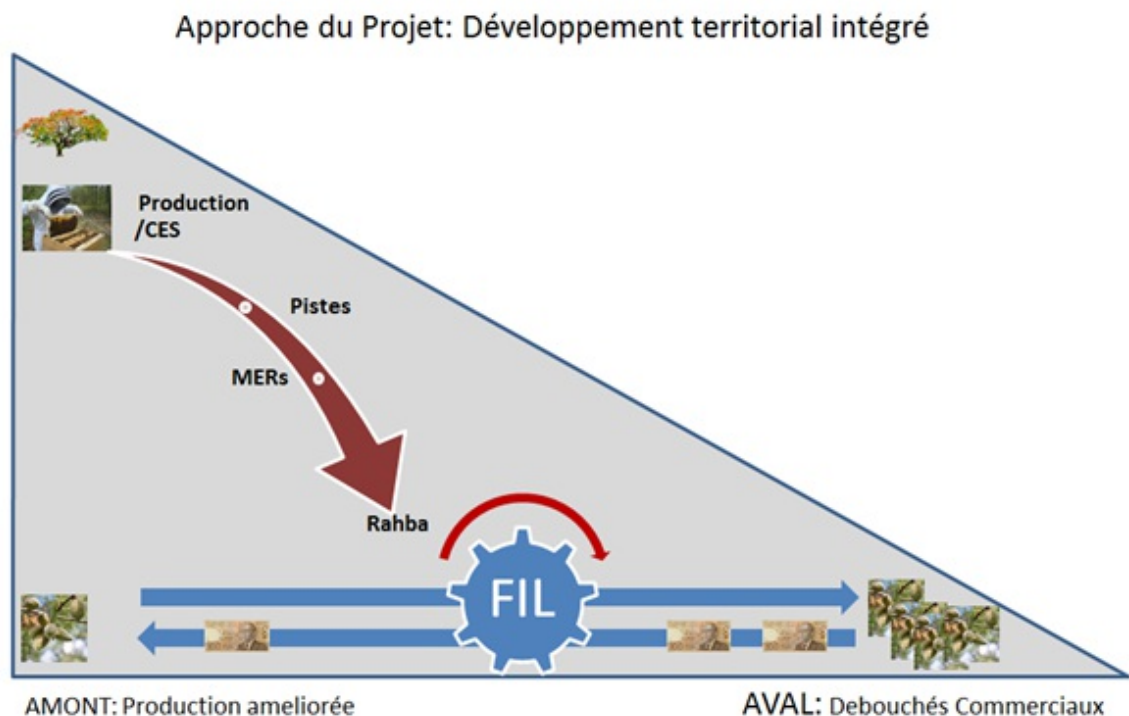 Approche du Projet: Développement territorial intégré
Production
/CES
Pistes
MERs
Rahba
FIL
AMONT: Production ameliorée
AVAL: Debouchés Commerciaux